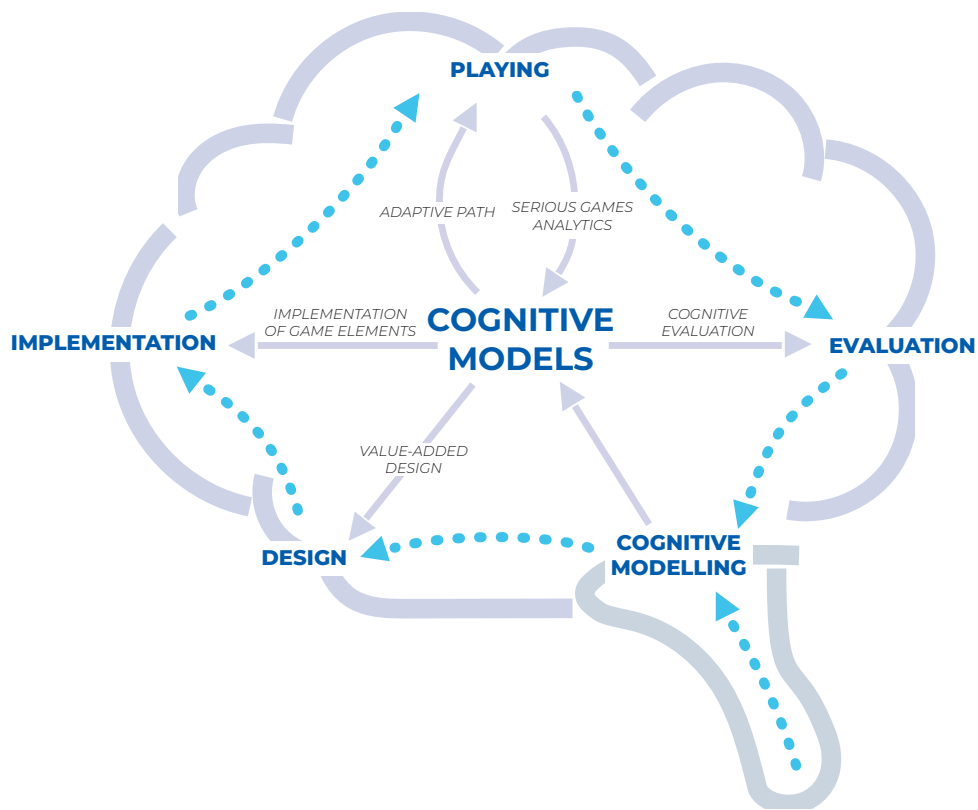 PLAYING
ADAPTIVE PATH
SERIOUS GAMES
ANALYTICS
IMPLEMENTATION
IMPLEMENTATION
OF GAME ELEMENTS
COGNITIVE
MODELS
COGNITIVE
EVALUATION
EVALUATION
VALUE-ADDED
DESIGN
DESIGN
COGNITIVE
MODELLING